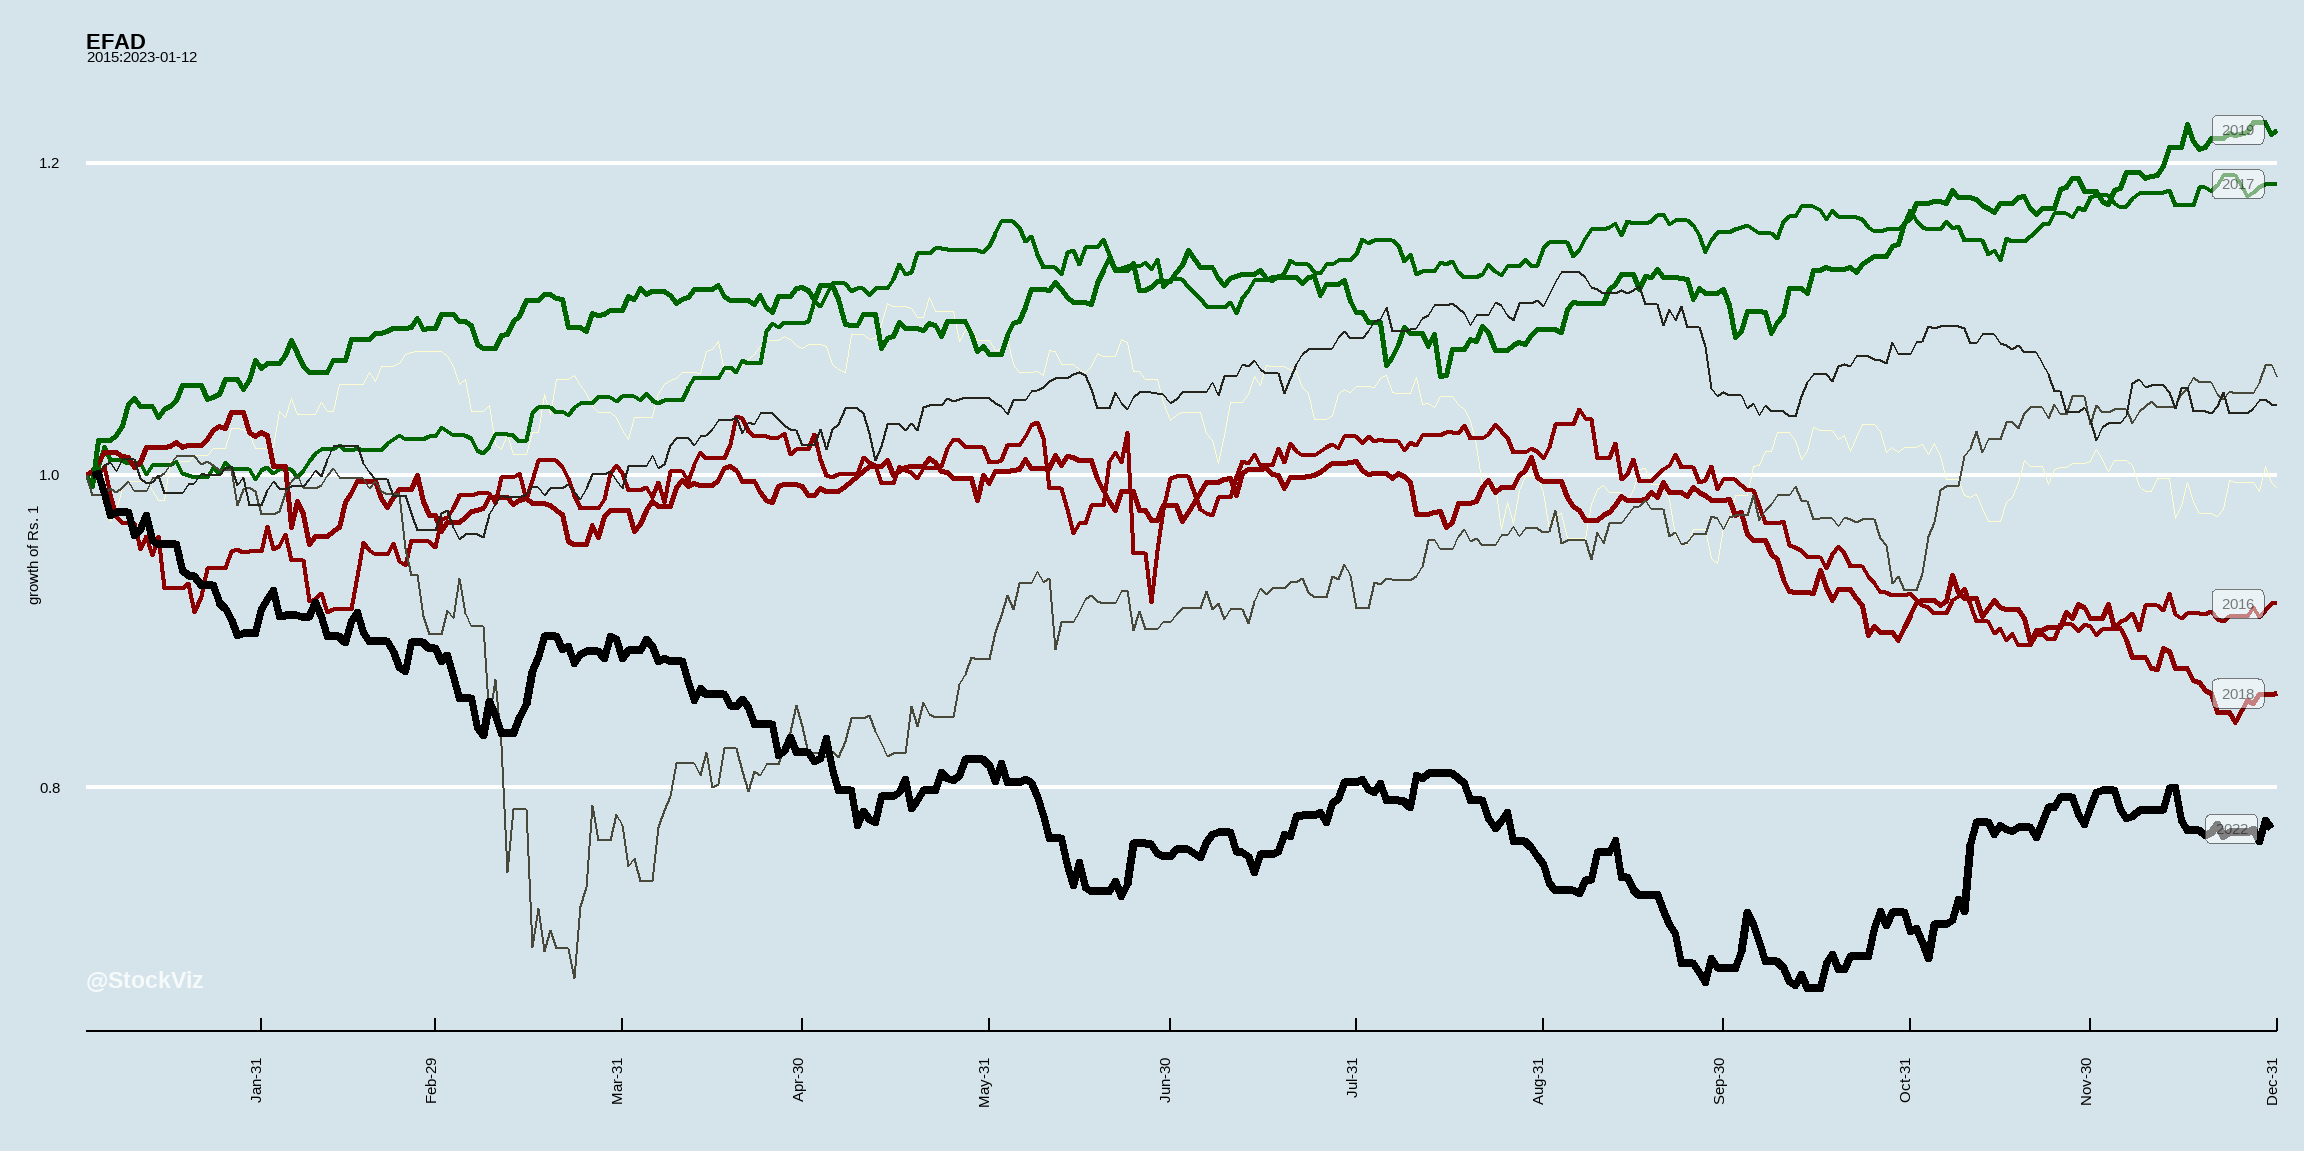 EFAD
2015:2023-01-12
1.2
1.0
0.8
growth of Rs. 1
2019
2017
2016
2018
2022
@StockViz
Jan-31
Feb-29
Mar-31
Apr-30
May-31
Jun-30
Jul-31
Aug-31
Sep-30
Oct-31
Nov-30
Dec-31